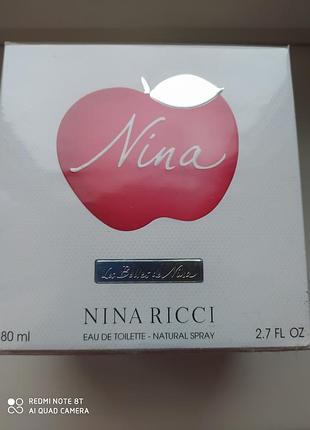 Nina
Les Belles de Nina
NINA RICCI
80 ml
EAU DE TOILETTE - NATURAL SPRAY
2.7 FL OZ
REDMI NOTE 8T
AI QUAD CAMERA